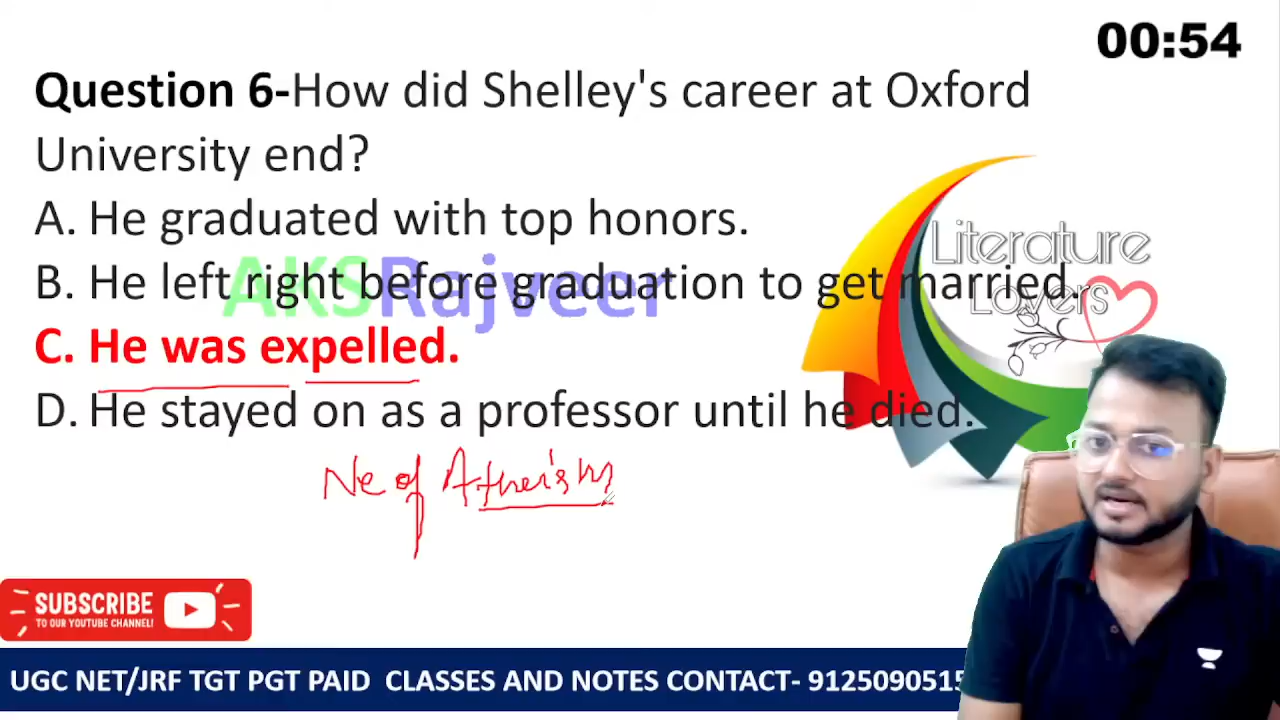 00:54
Question 6-How did Shelley's career at Oxford
University end?
A. He graduated with top honors.
B. He left right before graduation to get married.
C. He was expelled.
D. He stayed on as a professor until he died.
AKSRajveer
Literature
Lovers
Ne of Atheism
SUBSCRIBE
TO OUR YOUTUBE CHANNEL!
UGC NET/JRF TGT PGT PAID CLASSES AND NOTES CONTACT- 9125090515